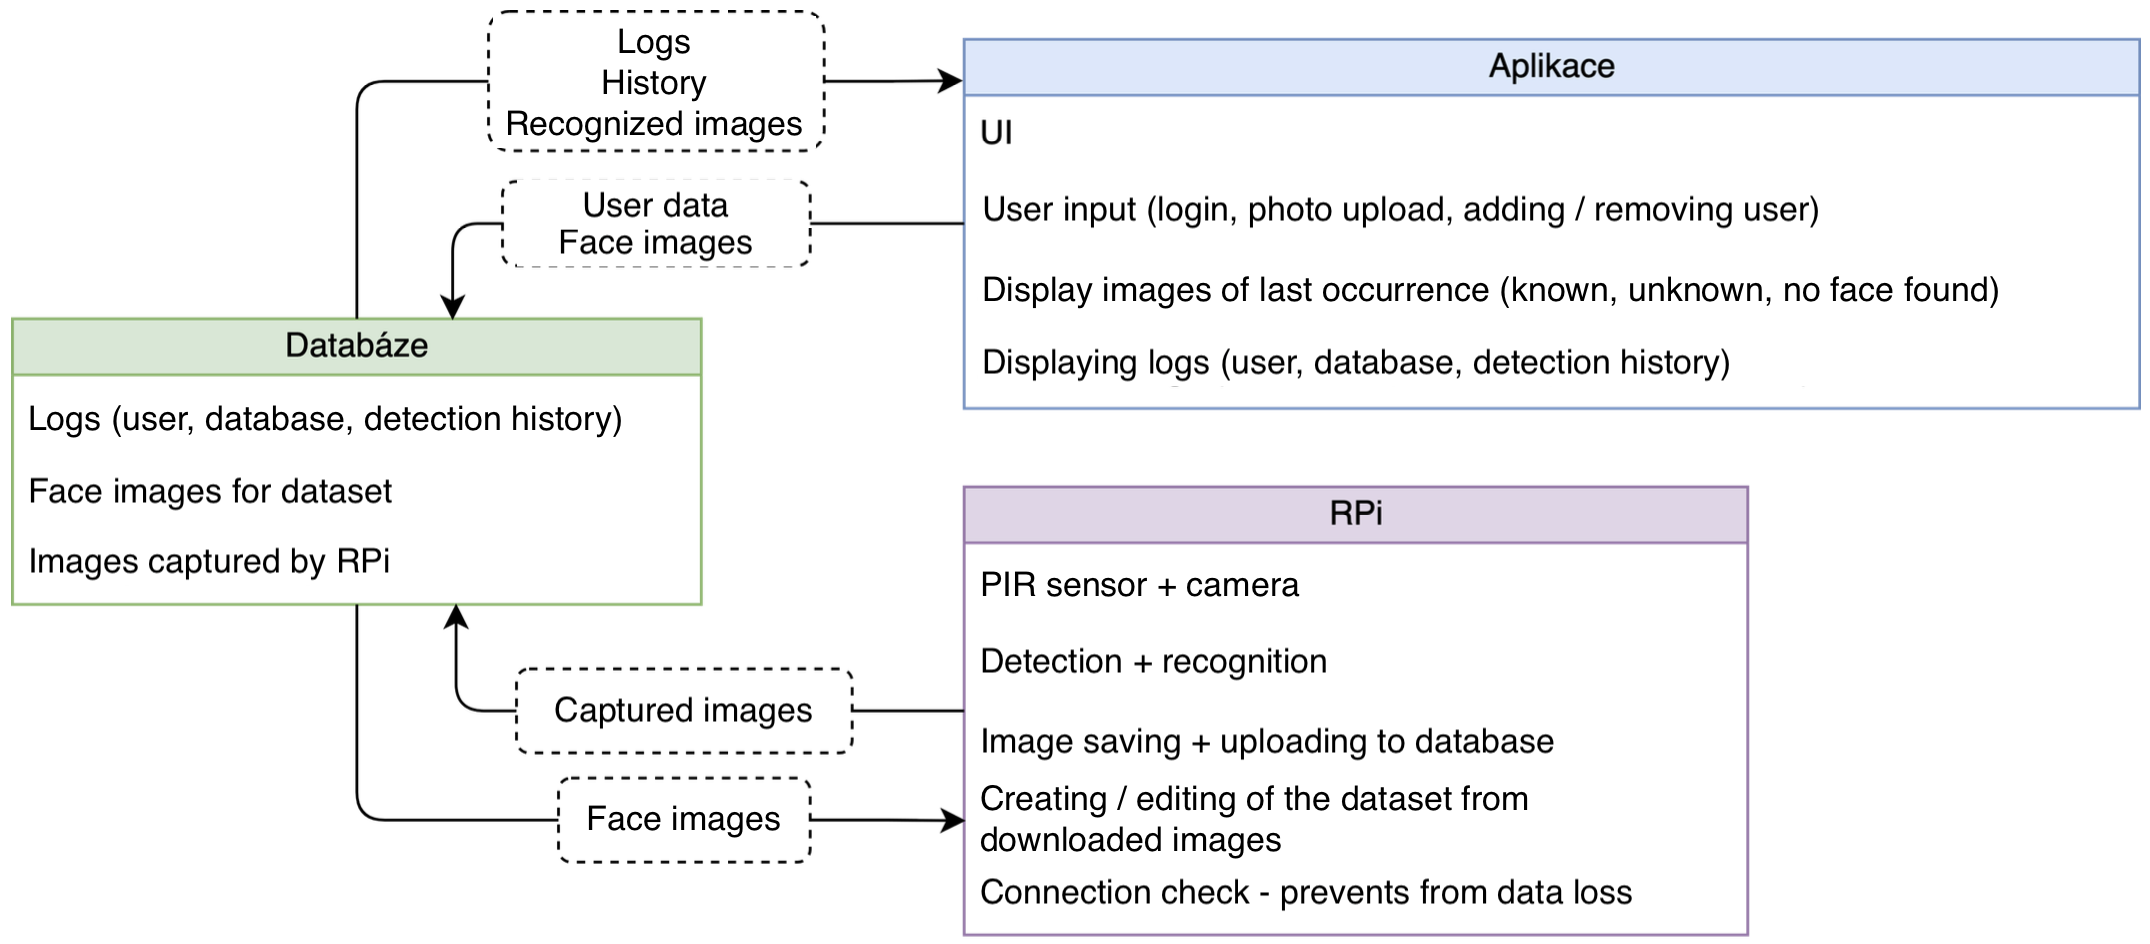 Logs
History
Recognized images
User data
Face images
Aplikace
UI
User input (login, photo upload, adding / removing user)
Display images of last occurrence (known, unknown, no face found)
Displaying logs (user, database, detection history)
Databáze
Logs (user, database, detection history)
Face images for dataset
Images captured by RPi
Captured images
Face images
RPi
PIR sensor + camera
Detection + recognition
Image saving + uploading to database
Creating / editing of the dataset from
downloaded images
Connection check - prevents from data loss